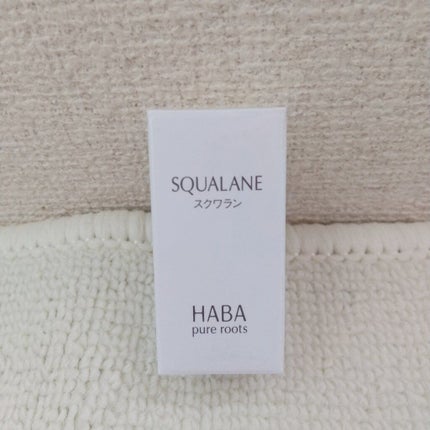 SQUALANE
スクワラン
HABA
pure roots